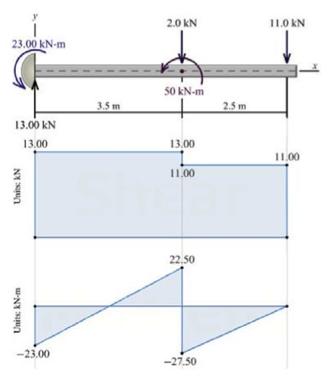 y
2.0 kN
11.0 kN
x
23.00 kN-m
50 kN-m
3.5 m
2.5 m
13.00 kN
13.00
13.00
11.00
11.00
Units: kN
Shear
22.50
Units: kN-m
−23.00
−27.50